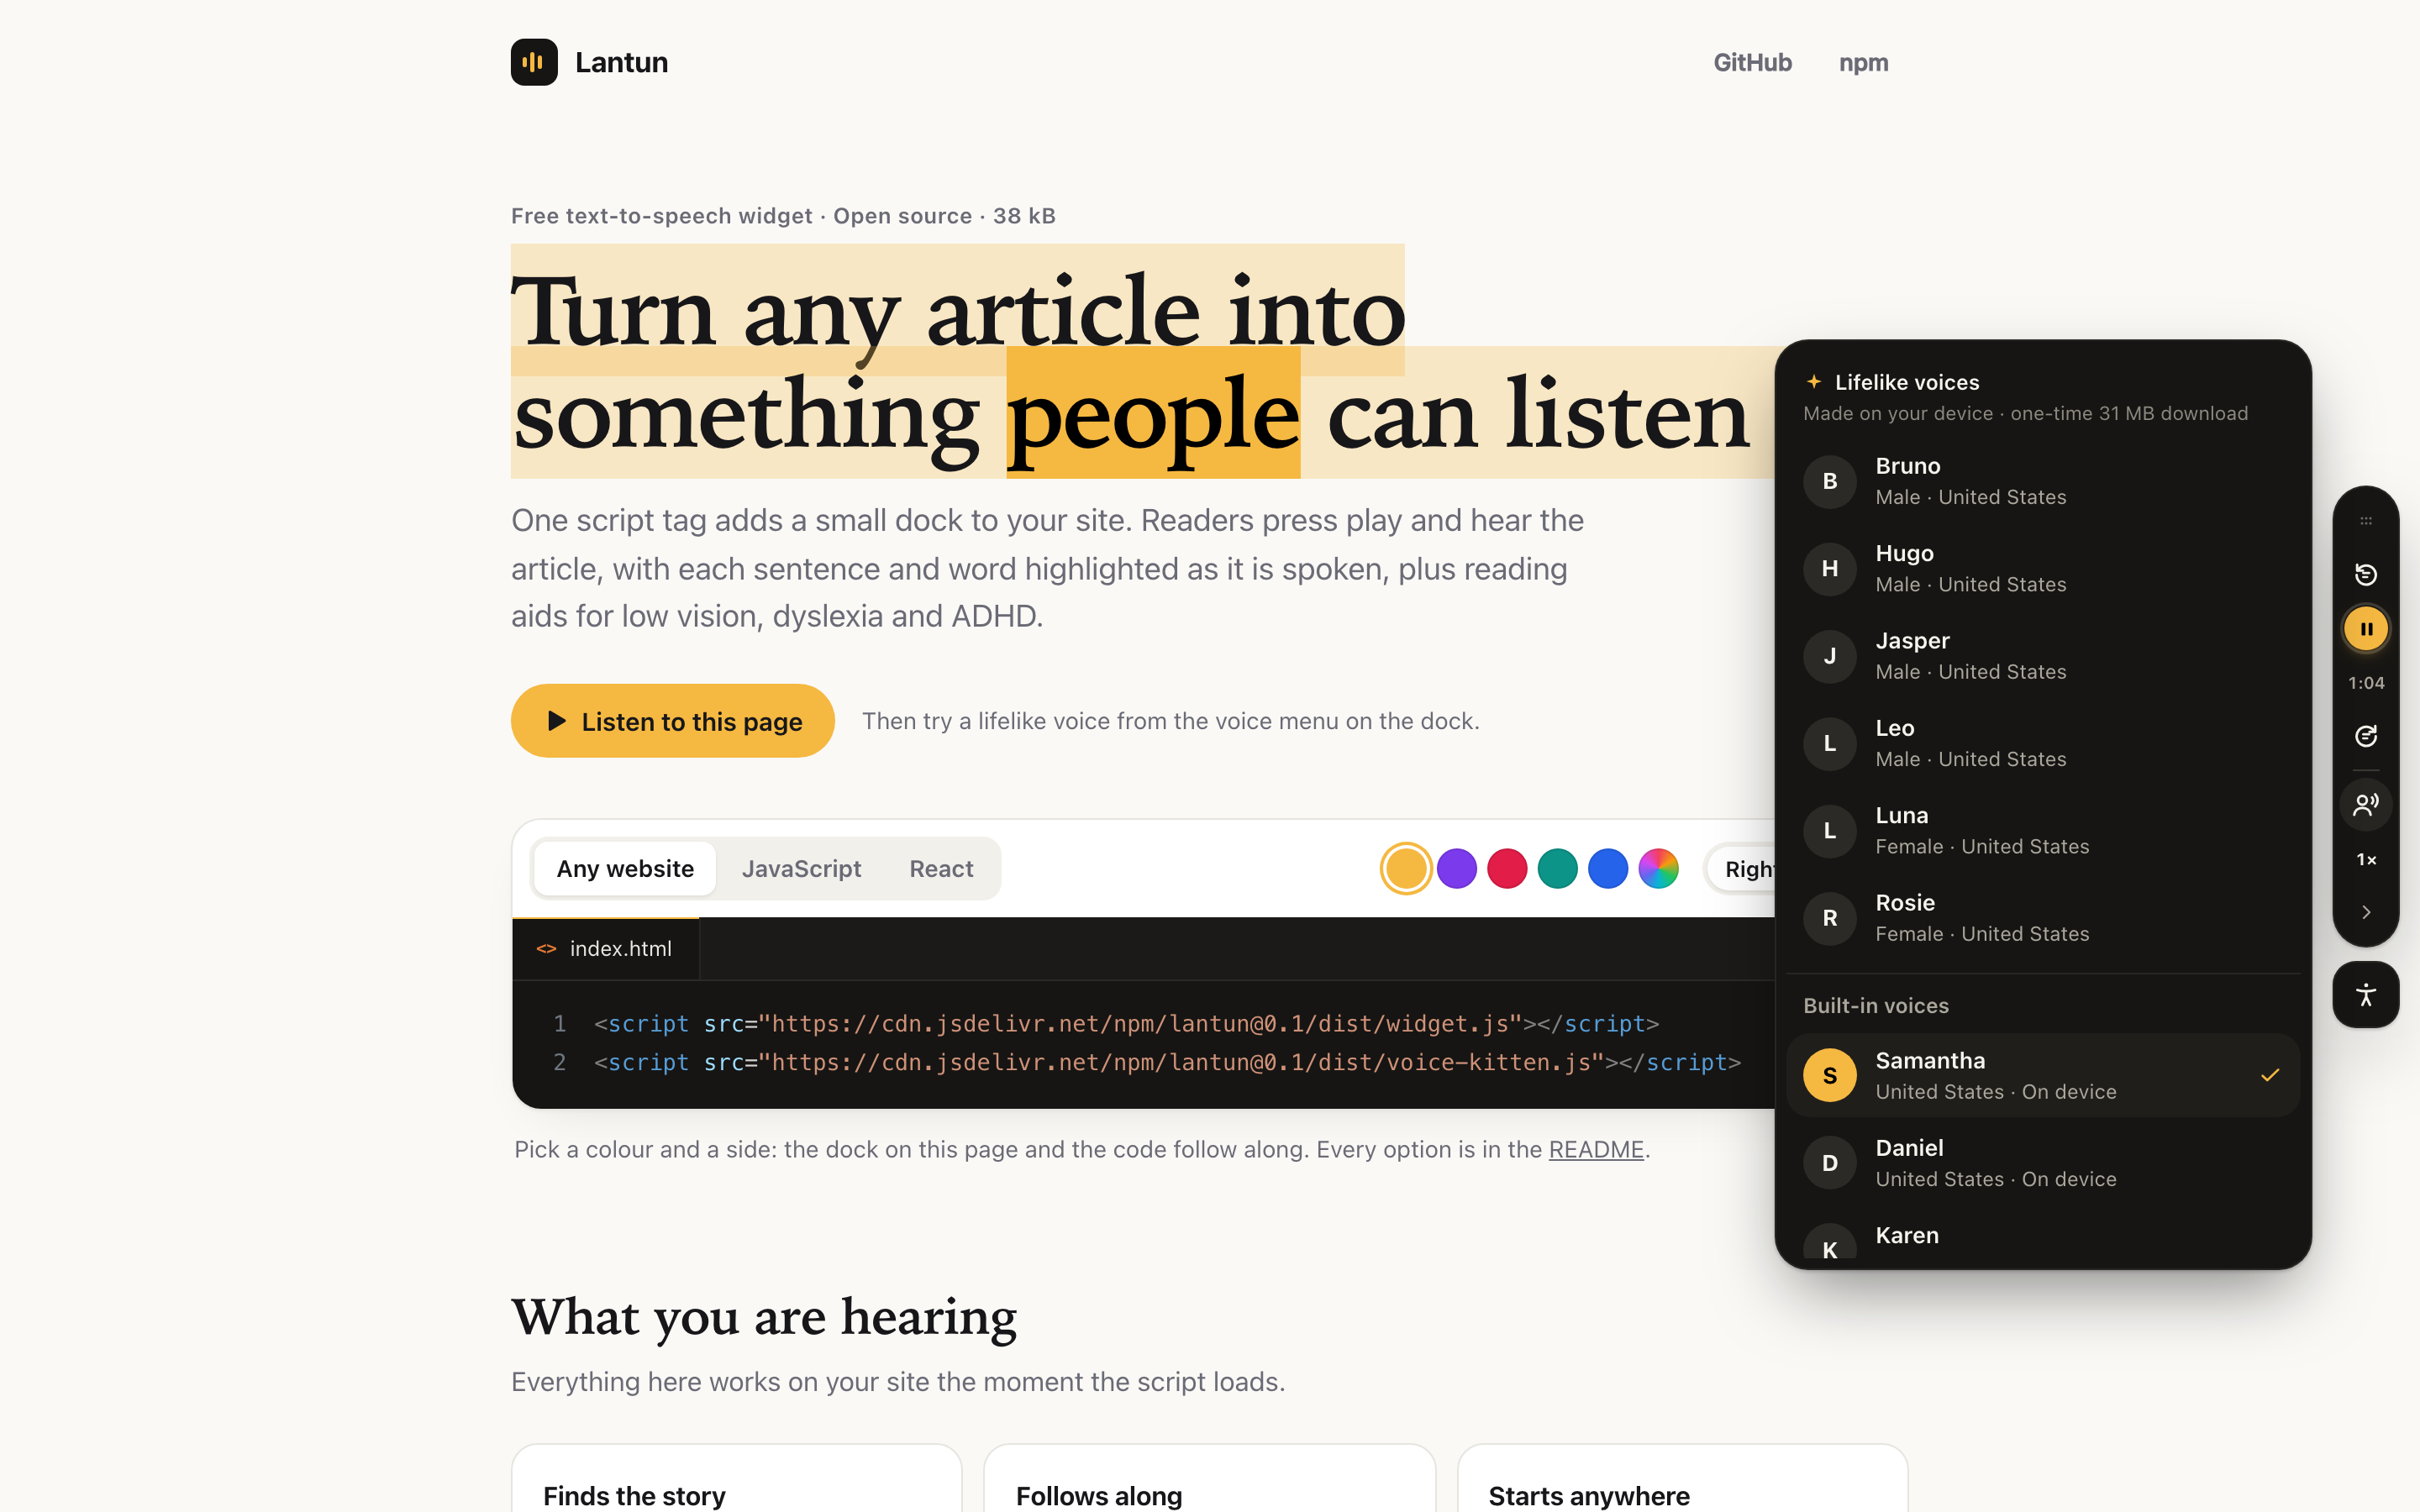 Lantun
GitHub
npm
Free text-to-speech widget · Open source · 38 kB
Turn any article into
something people can listen
One script tag adds a small dock to your site. Readers press play and hear the
article, with each sentence and word highlighted as it is spoken, plus reading
aids for low vision, dyslexia and ADHD.
Listen to this page
Then try a lifelike voice from the voice menu on the dock.
Any website
JavaScript
React
Right
index.html
1 <script src="https://cdn.jsdelivr.net/npm/lantun@0.1/dist/widget.js"></script>
2 <script src="https://cdn.jsdelivr.net/npm/lantun@0.1/dist/voice-kitten.js"></script>
Pick a colour and a side: the dock on this page and the code follow along. Every option is in the README.
What you are hearing
Everything here works on your site the moment the script loads.
Finds the story
Follows along
Starts anywhere
Lifelike voices
Made on your device · one-time 31 MB download
B
Bruno
Male · United States
H
Hugo
Male · United States
J
Jasper
Male · United States
L
Leo
Male · United States
L
Luna
Female · United States
R
Rosie
Female · United States
Built-in voices
S
Samantha
United States · On device
D
Daniel
United States · On device
K
Karen
1:04
1×